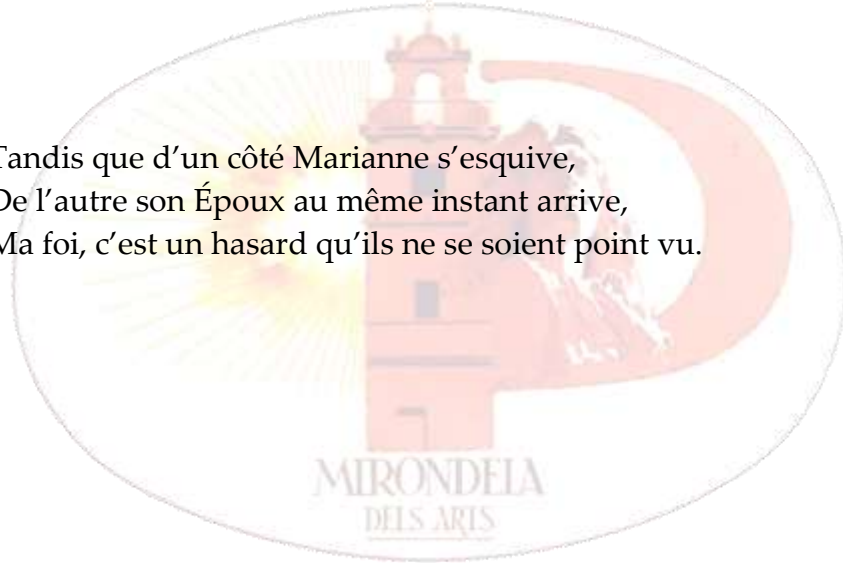 Tandis que d’un côté Marianne s’esquive,
De l’autre son Époux au même instant arrive,
Ma foi, c’est un hasard qu’ils ne se soient point vu.
MIRONDELA
DELS ARTS